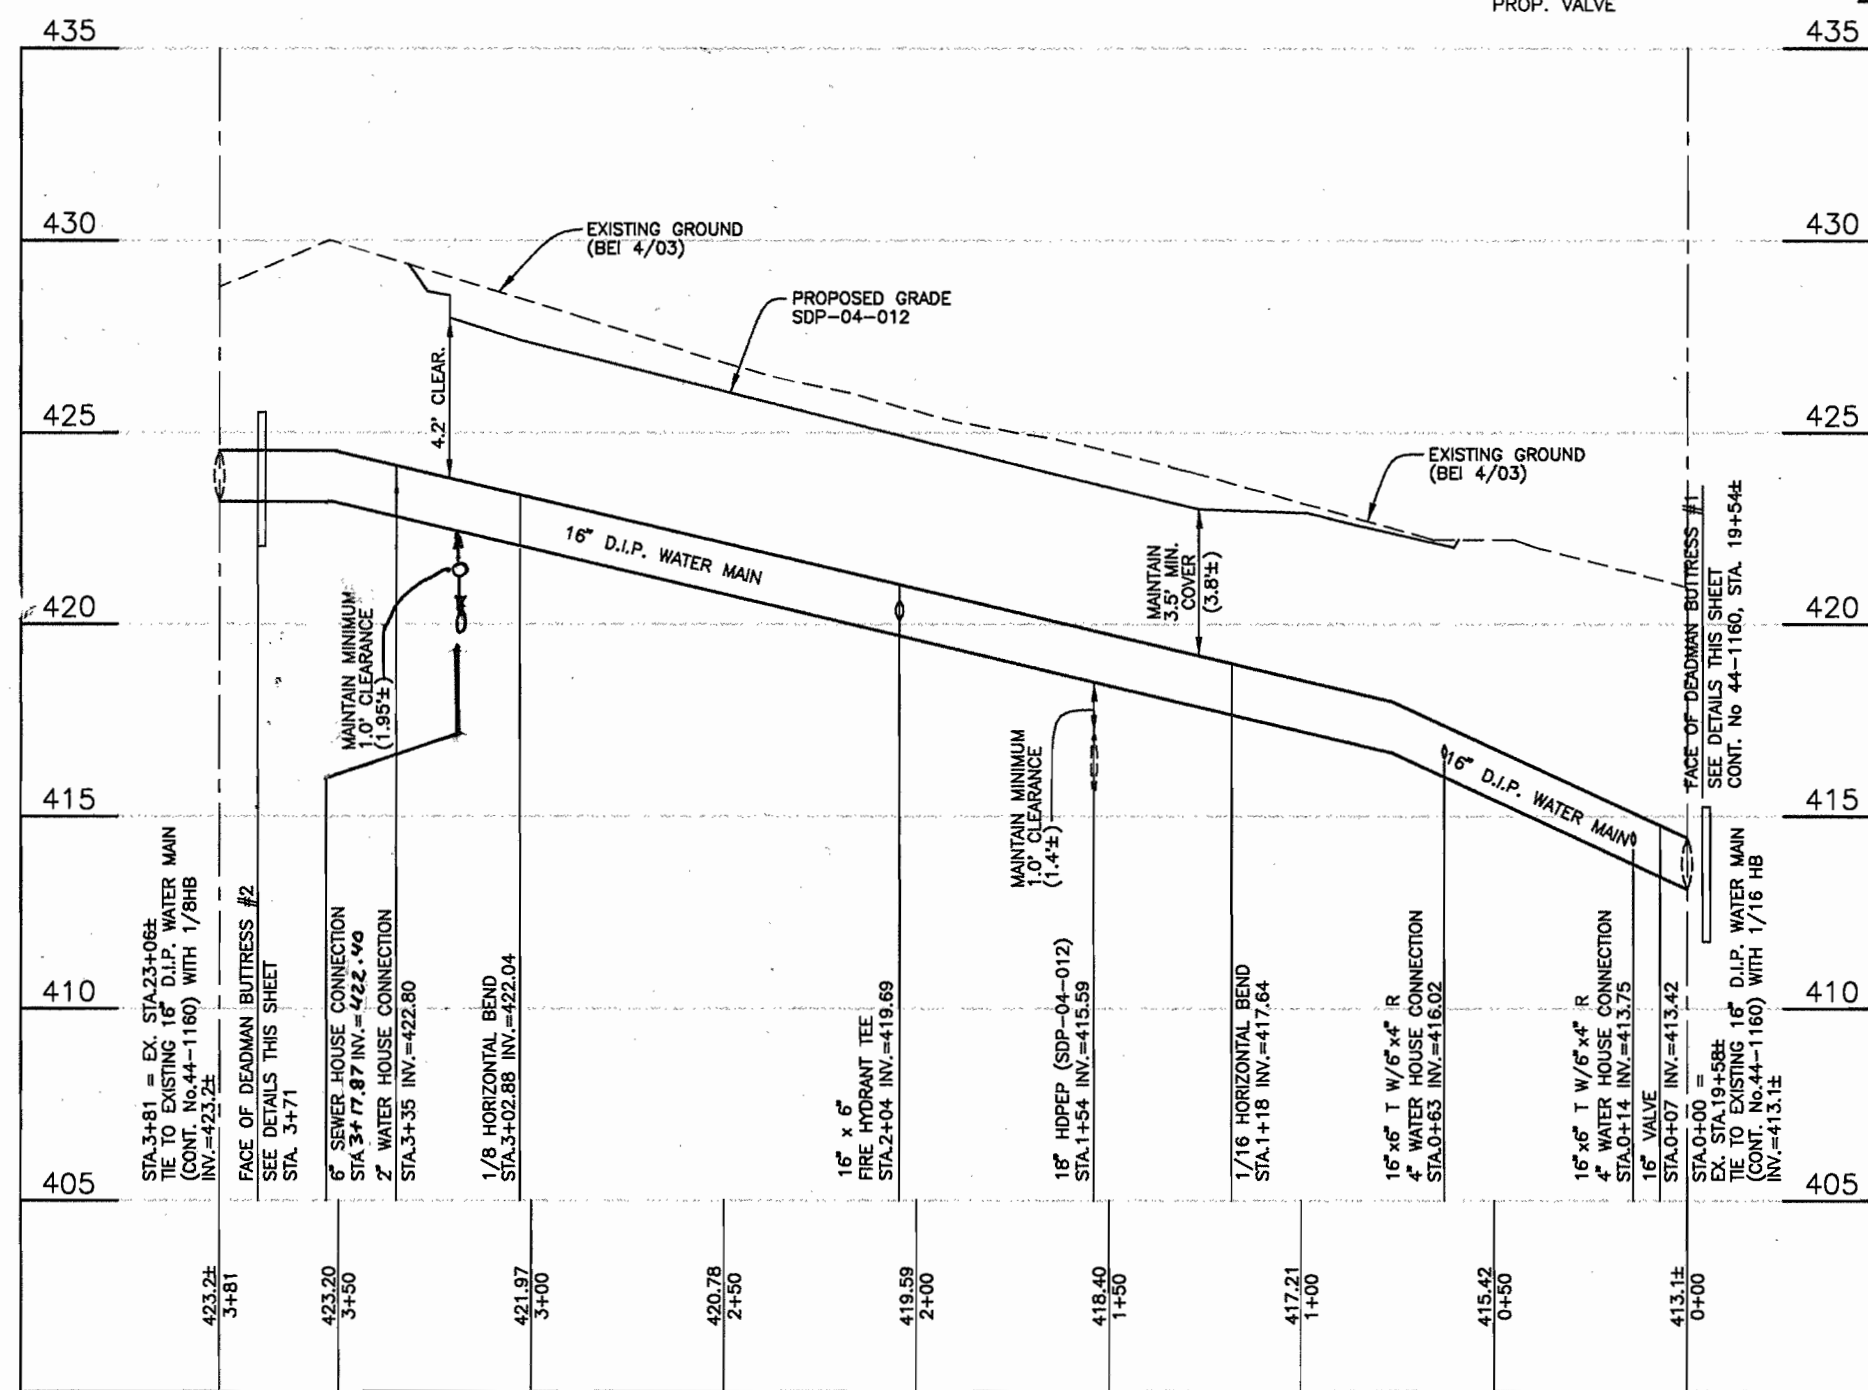 PROP. VALVE
435
435
430
430
425
425
420
420
415
415
410
410
405
405
EXISTING GROUND
(BEI 4/03)
PROPOSED GRADE
SDP-04-012
4.2' CLEAR.
EXISTING GROUND
(BEI 4/03)
16" D.I.P. WATER MAIN
MAINTAIN MINIMUM
1.0' CLEARANCE
(1.95'±)
MAINTAIN
3.5' MIN.
COVER
(3.8'±)
MAINTAIN MINIMUM
1.0' CLEARANCE
(1.4'±)
16" D.I.P. WATER MAIN
FACE OF DEADMAN BUTTRESS #1
SEE DETAILS THIS SHEET
CONT. No 44-1160, STA. 19+54±
STA.3+81 = EX. STA.23+06±
TIE TO EXISTING 16" D.I.P. WATER MAIN
(CONT. No.44-1160) WITH 1/8HB
INV.=423.2±
FACE OF DEADMAN BUTTRESS #2
SEE DETAILS THIS SHEET
STA. 3+71
6" SEWER HOUSE CONNECTION
STA 3+17.87 INV.=422.40
2" WATER HOUSE CONNECTION
STA.3+35 INV.=422.80
1/8 HORIZONTAL BEND
STA.3+02.88 INV.=422.04
16" x 6"
FIRE HYDRANT TEE
STA.2+04 INV.=419.69
18" HDPEP (SDP-04-012)
STA.1+54 INV.=415.59
1/16 HORIZONTAL BEND
STA.1+18 INV.=417.64
16"x6" T W/6"x4" R
4" WATER HOUSE CONNECTION
STA.0+63 INV.=416.02
16"x6" T W/6"x4" R
4" WATER HOUSE CONNECTION
STA.0+14 INV.=413.75
16" VALVE
STA.0+07 INV.=413.42
STA.0+00 =
EX. STA.19+58±
TIE TO EXISTING 16" D.I.P. WATER MAIN
(CONT. No.44-1160) WITH 1/16 HB
INV.=413.1±
423.2±
3+81
423.20
3+50
421.97
3+00
420.78
2+50
419.59
2+00
418.40
1+50
417.21
1+00
415.42
0+50
413.1±
0+00